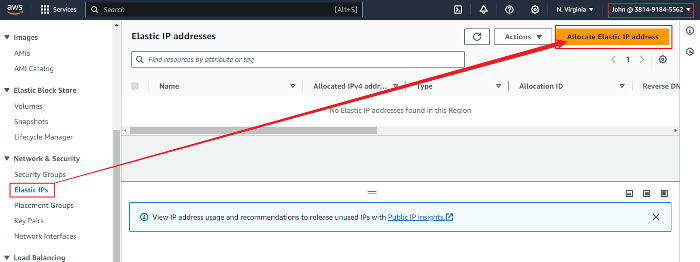 aws
Services
Search
[Alt+S]
N. Virginia
John @ 3814-9184-5562
Images
AMIs
AMI Catalog
Elastic Block Store
Volumes
Snapshots
Lifecycle Manager
Network & Security
Security Groups
Elastic IPs
Placement Groups
Key Pairs
Network Interfaces
Load Balancing
Elastic IP addresses
Actions
Allocate Elastic IP address
Find resources by attribute or tag
1
Name
Allocated IPv4 addr...
Type
Allocation ID
Reverse DN
No Elastic IP addresses found in this Region
View IP address usage and recommendations to release unused IPs with Public IP insights.